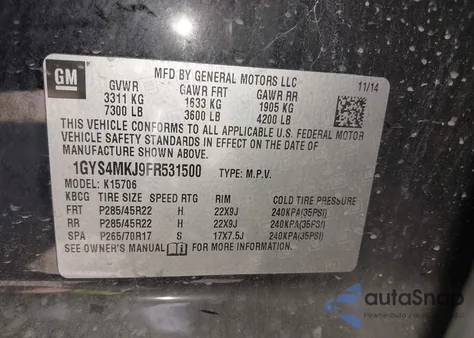 GM
MFD BY GENERAL MOTORS LLC
11/14
GVWR GAWR FRT GAWR RR
3311 KG 1633 KG 1905 KG
7300 LB 3600 LB 4200 LB
THIS VEHICLE CONFORMS TO ALL APPLICABLE U.S. FEDERAL MOTOR
VEHICLE SAFETY STANDARDS IN EFFECT ON THE DATE OF
MANUFACTURE SHOWN ABOVE.
1GYS4MKJ9FR531500 TYPE: M.P.V.
MODEL: K15706
KBCG TIRE SIZE SPEED RTG RIM COLD TIRE PRESSURE
FRT P285/45R22 H 22X9J 240KPA(35PSI)
RR P285/45R22 H 22X9J 240KPA(35PSI)
SPA P265/70R17 S 17X7.5J 240KPA(35PSI)
SEE OWNER'S MANUAL FOR MORE INFORMATION.
autoSnap